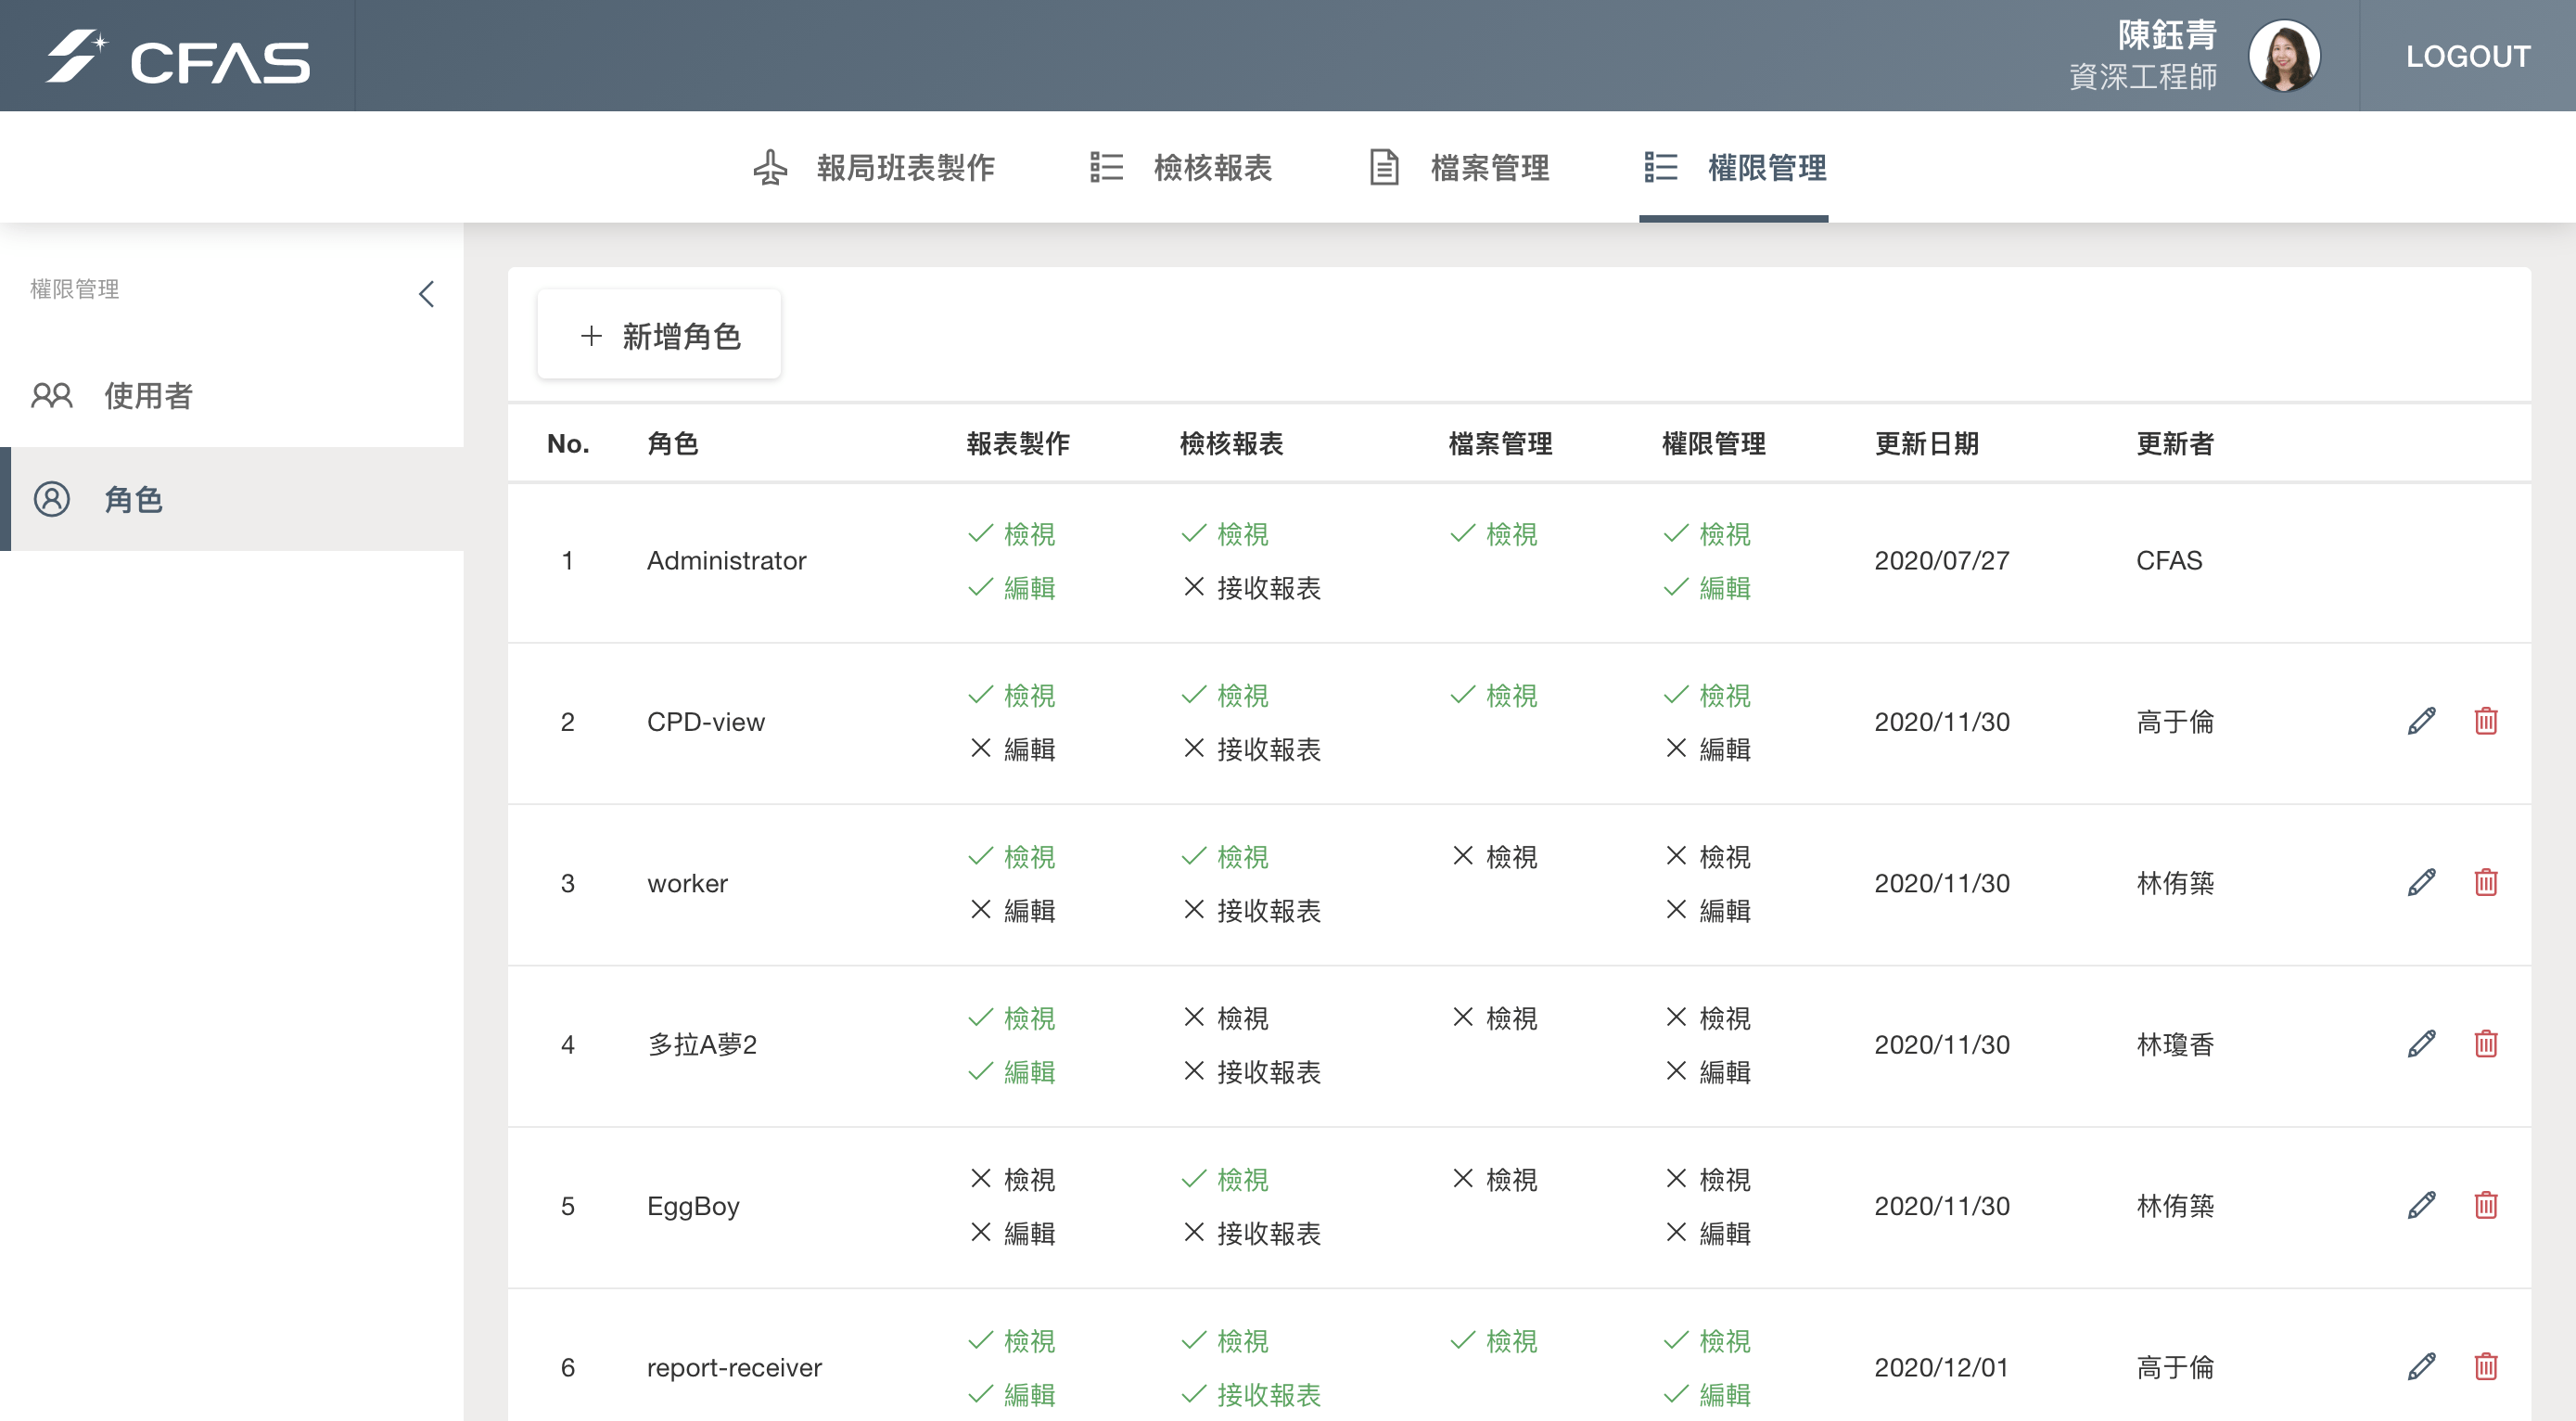 CFAS
陳鈺青
資深工程師
LOGOUT
報局班表製作 檢核報表 檔案管理 權限管理
權限管理
使用者
角色
新增角色
No. 角色 報表製作 檢核報表 檔案管理 權限管理 更新日期 更新者
檢視 檢視 檢視 檢視
1 Administrator 2020/07/27 CFAS
編輯 接收報表 編輯
檢視 檢視 檢視 檢視
2 CPD-view 2020/11/30 高于倫
編輯 接收報表 編輯
檢視 檢視 檢視 檢視
3 worker 2020/11/30 林侑築
編輯 接收報表 編輯
檢視 檢視 檢視 檢視
4 多拉A夢2 2020/11/30 林瓊香
編輯 接收報表 編輯
檢視 檢視 檢視 檢視
5 EggBoy 2020/11/30 林侑築
編輯 接收報表 編輯
檢視 檢視 檢視 檢視
6 report-receiver 2020/12/01 高于倫
編輯 接收報表 編輯